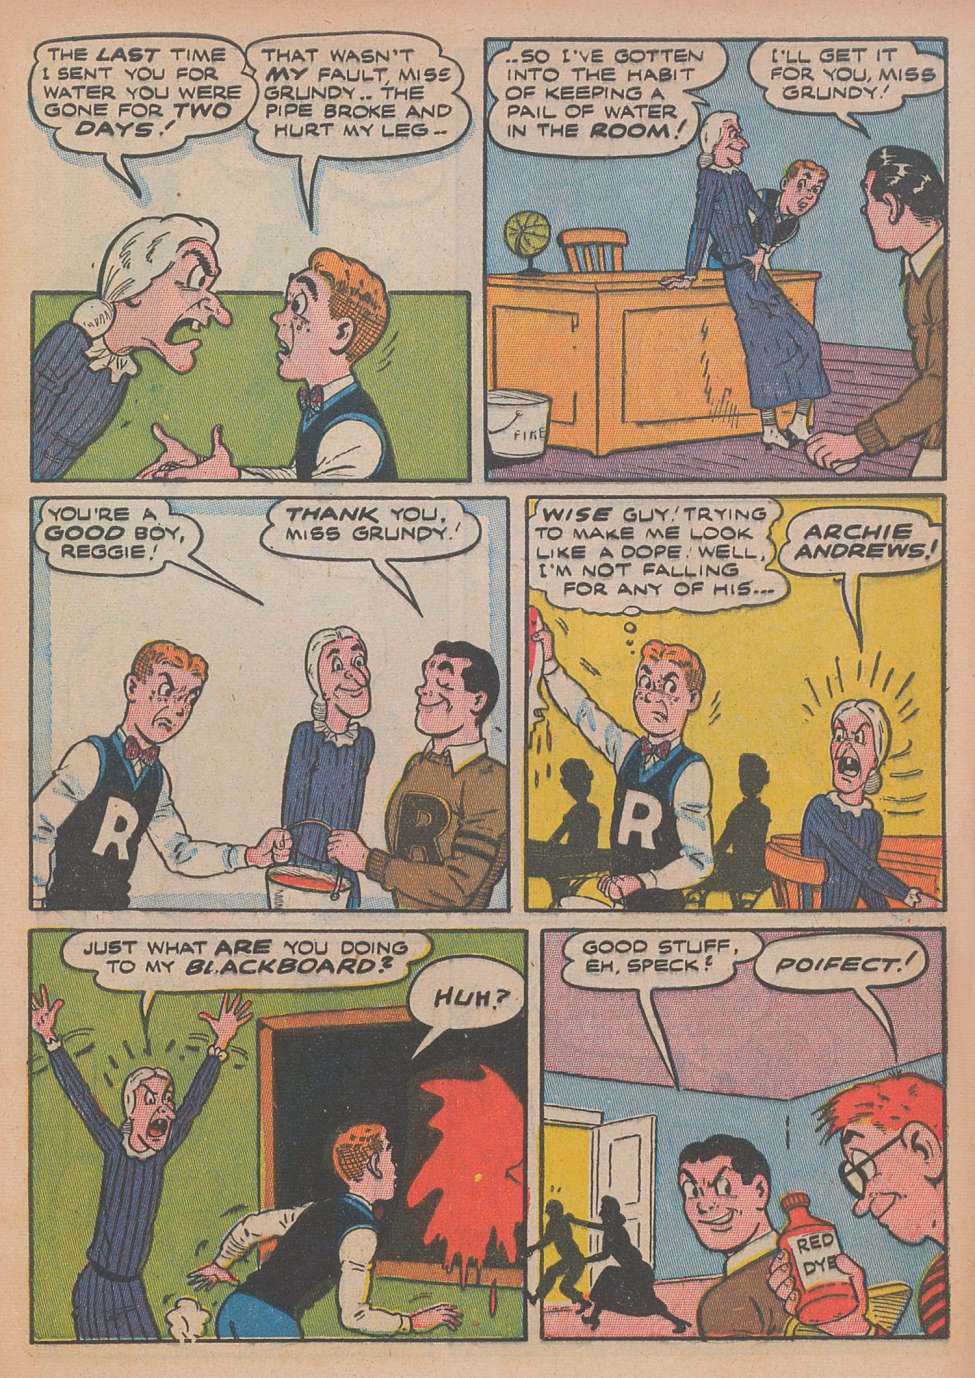 THE LAST TIME
I SENT YOU FOR
WATER YOU WERE
GONE FOR TWO
DAYS!
THAT WASN'T
MY FAULT, MISS
GRUNDY.. THE
PIPE BROKE AND
HURT MY LEG--
..SO I'VE GOTTEN
INTO THE HABIT
OF KEEPING A
PAIL OF WATER
IN THE ROOM!
I'LL GET IT
FOR YOU, MISS
GRUNDY!
FIRE
YOU'RE A
GOOD BOY,
REGGIE!
THANK YOU,
MISS GRUNDY!
R
R
WISE GUY! TRYING
TO MAKE ME LOOK
LIKE A DOPE! WELL,
I'M NOT FALLING
FOR ANY OF HIS---
ARCHIE
ANDREWS!
R
JUST WHAT ARE YOU DOING
TO MY BLACKBOARD?
HUH?
GOOD STUFF,
EH, SPECK?
POIFECT!
RED
DYE